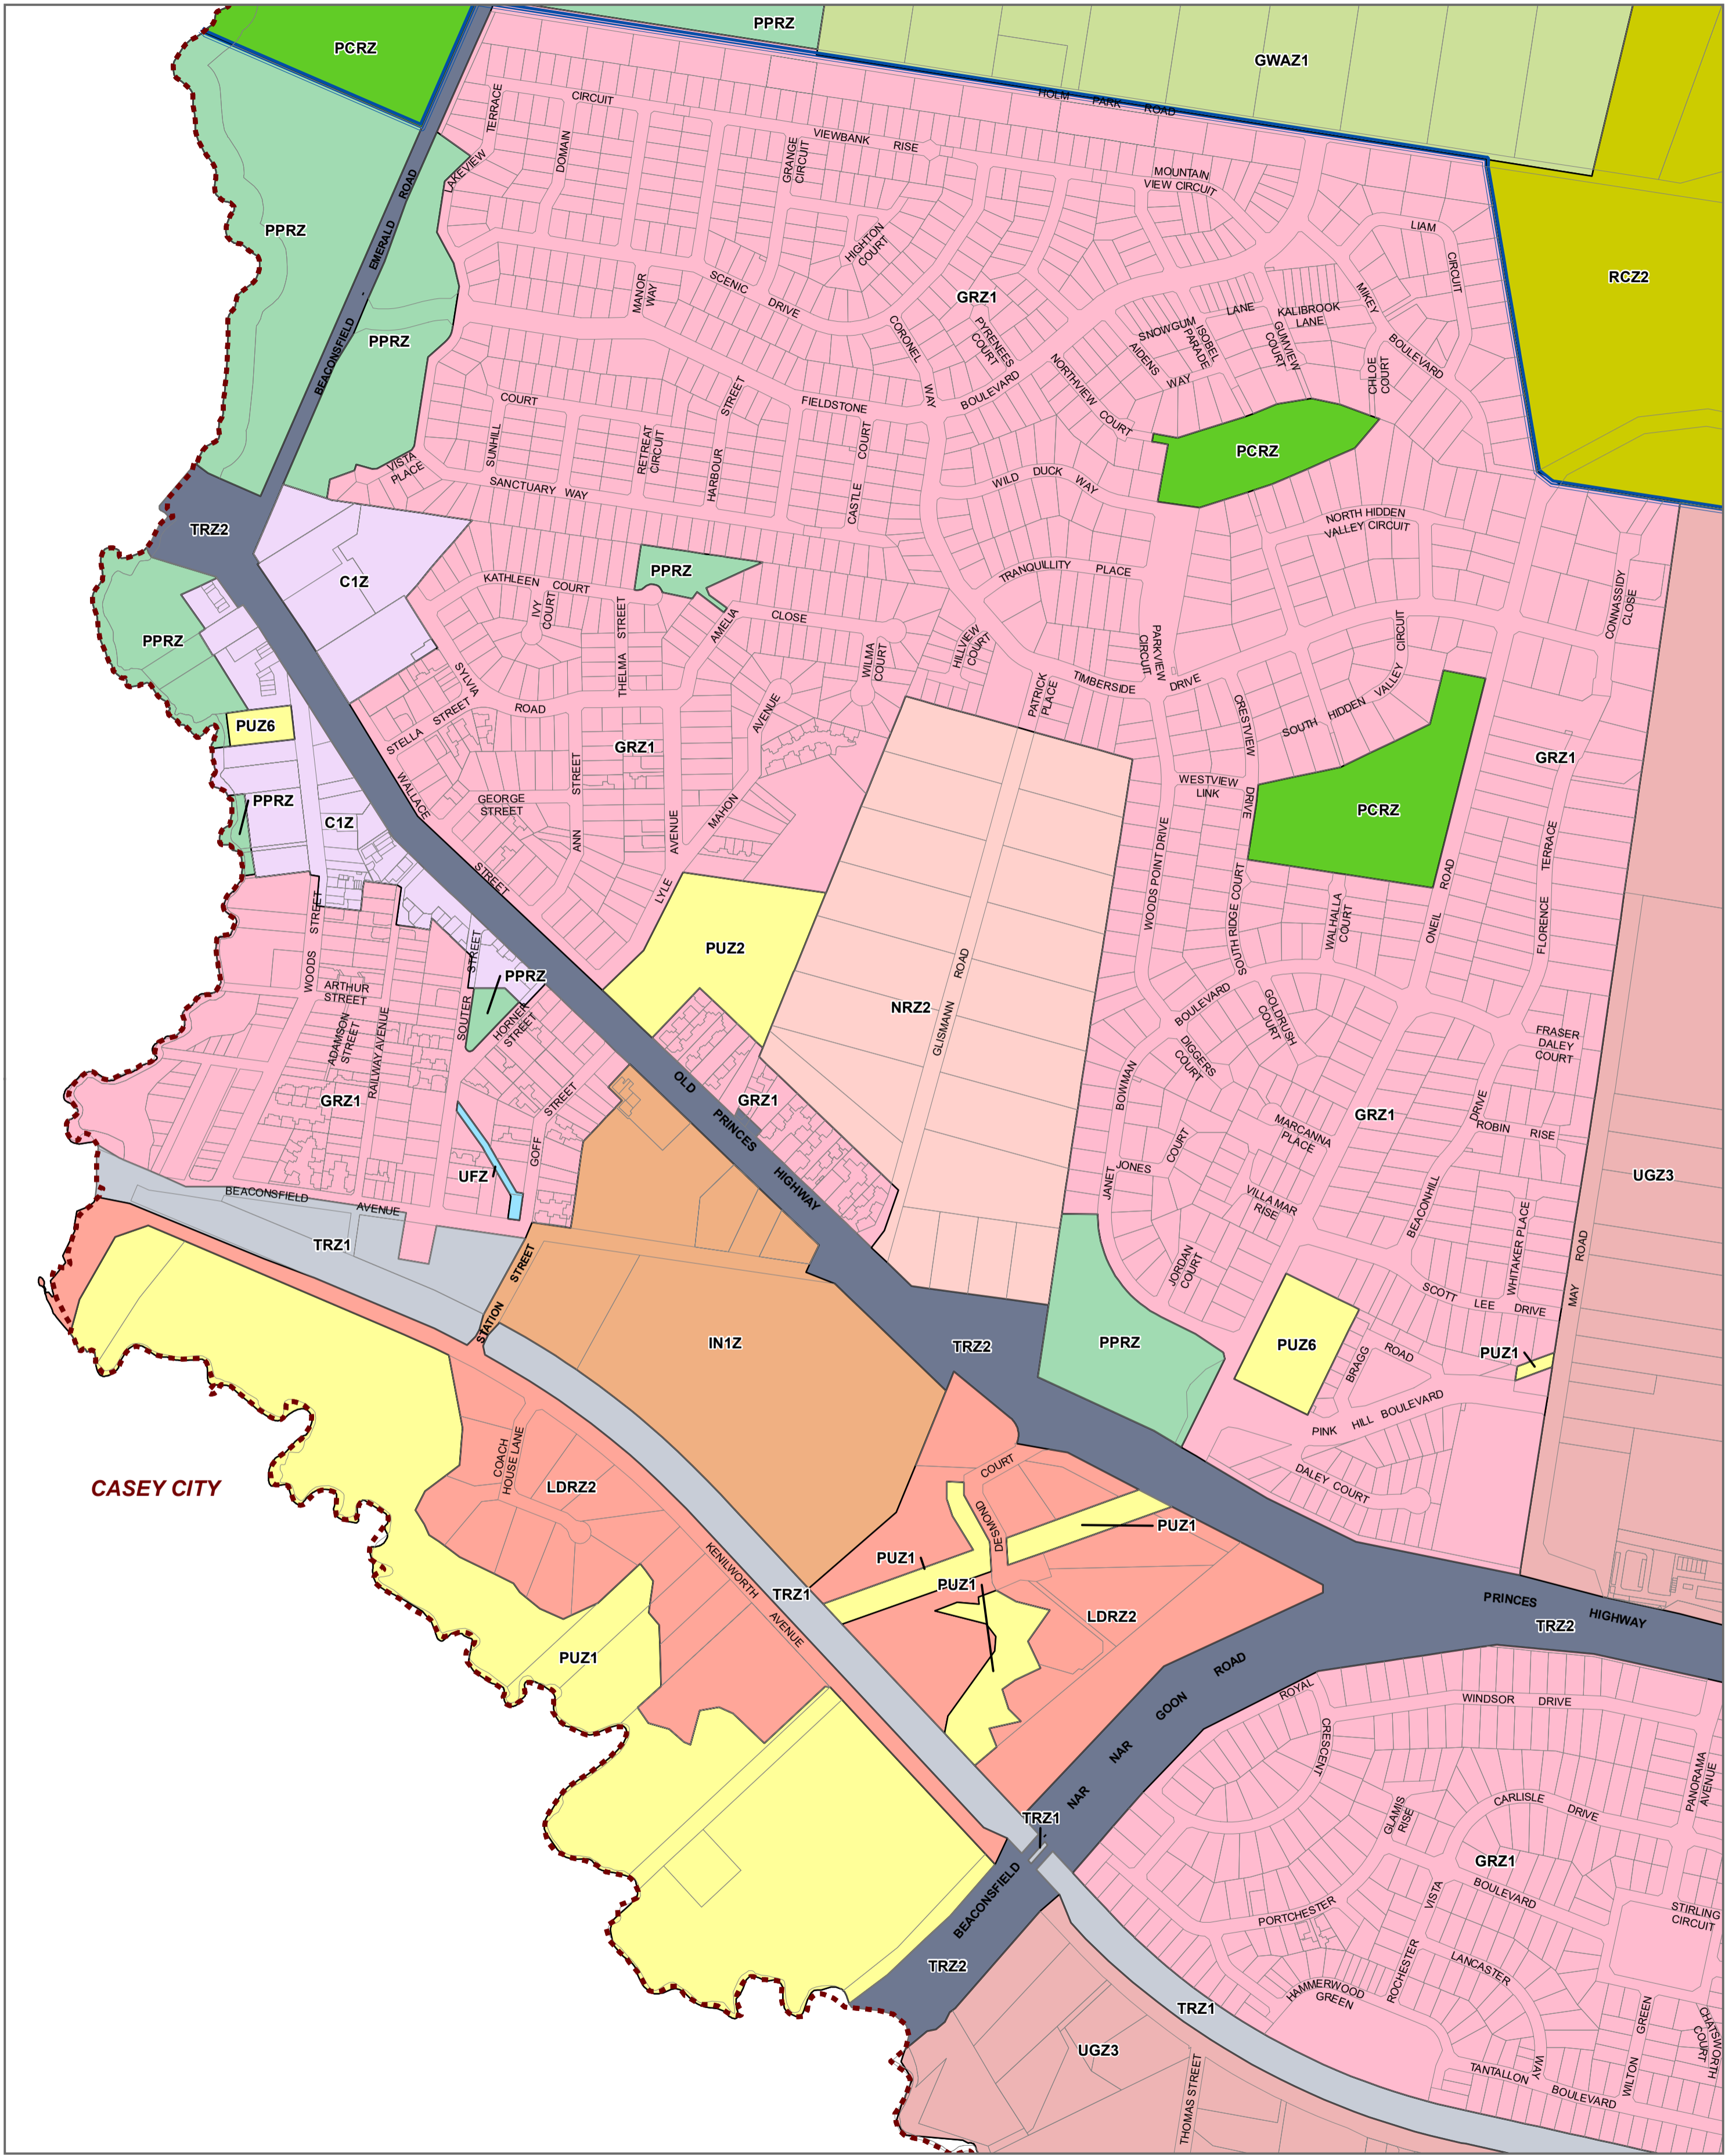 PPRZ
PCRZ
GWAZ1
HOLM PARK ROAD
CIRCUIT
TERRACE
LAKEVIEW
DOMAIN
GRANGE
CIRCUIT
VIEWBANK RISE
MOUNTAIN
VIEW CIRCUIT
LIAM
CIRCUIT
EMERALD ROAD
BEACONSFIELD -
PPRZ
PPRZ
RCZ2
HIGHTON
COURT
MANOR
WAY
SCENIC DRIVE
GRZ1
CORONEL
WAY
PYRENEES
COURT
SNOWGUM LANE
KALIBROOK
LANE
MIKEY
BOULEVARD
AIDENS
WAY
ISOBEL
PARADE
GUMVIEW
COURT
CHLOE
COURT
NORTHVIEW COURT
BOULEVARD
FIELDSTONE
COURT
SUNHILL
RETREAT
CIRCUIT
STREET
HARBOUR
COURT
CASTLE
VISTA
PLACE
SANCTUARY WAY
PCRZ
WILD DUCK WAY
NORTH HIDDEN
VALLEY CIRCUIT
TRZ2
C1Z
PPRZ
KATHLEEN COURT
IVY
COURT
THELMA STREET
AMELIA
CLOSE
TRANQUILLITY PLACE
CONNASSIDY
CLOSE
PPRZ
SYLVIA
ROAD
STELLA STREET
WILMA
COURT
HILLVIEW
COURT
PATRICK
PLACE
TIMBERSIDE DRIVE
PARKVIEW
CIRCUIT
SOUTH HIDDEN VALLEY CIRCUIT
CRESTVIEW
DRIVE
PUZ6
GRZ1
AVENUE
MAHON
GRZ1
WALLACE
STREET
GEORGE
STREET
ANN STREET
LYLE AVENUE
WESTVIEW
LINK
PCRZ
PPRZ
C1Z
WOODS POINT DRIVE
SOUTH RIDGE COURT
WALHALLA
COURT
ONEIL ROAD
FLORENCE TERRACE
PUZ2
WOODS STREET
SOUTER STREET
PPRZ
HORNER
STREET
ARTHUR
STREET
ADAMSON
STREET
RAILWAY AVENUE
NRZ2
GLISMANN ROAD
BOULEVARD
BOWMAN
GOLDRUSH
COURT
DIGGERS
COURT
FRASER
DALEY
COURT
GRZ1
GOFF STREET
UFZ
OLD PRINCES HIGHWAY
GRZ1
GRZ1
MARCANNA
PLACE
ROBIN RISE
JONES COURT
JANET
VILLA MAR
RISE
BEACONHILL DRIVE
WHITAKER PLACE
UGZ3
MAY ROAD
BEACONSFIELD AVENUE
TRZ1
STATION STREET
IN1Z
TRZ2
PPRZ
JORDAN
COURT
SCOTT LEE DRIVE
PUZ6
PUZ1
BRAGG ROAD
PINK HILL BOULEVARD
DALEY COURT
CASEY CITY
COACH
HOUSE LANE
LDRZ2
COURT
DESMOND
PUZ1
PUZ1
PUZ1
KENILWORTH AVENUE
TRZ1
LDRZ2
PRINCES HIGHWAY
TRZ2
PUZ1
BEACONSFIELD NAR NAR GOON ROAD
ROYAL
CRESCENT
WINDSOR DRIVE
PANORAMA
AVENUE
GLAMIS
RISE
CARLISLE DRIVE
TRZ1
GRZ1
VISTA
BOULEVARD
STIRLING
CIRCUIT
PORTCHESTER
LANCASTER
WAY
ROCHESTER
HAMMERWOOD
GREEN
TRZ2
TRZ1
UGZ3
THOMAS STREET
TANTALLON BOULEVARD
WILTON GREEN
CHATSWORTH
COURT